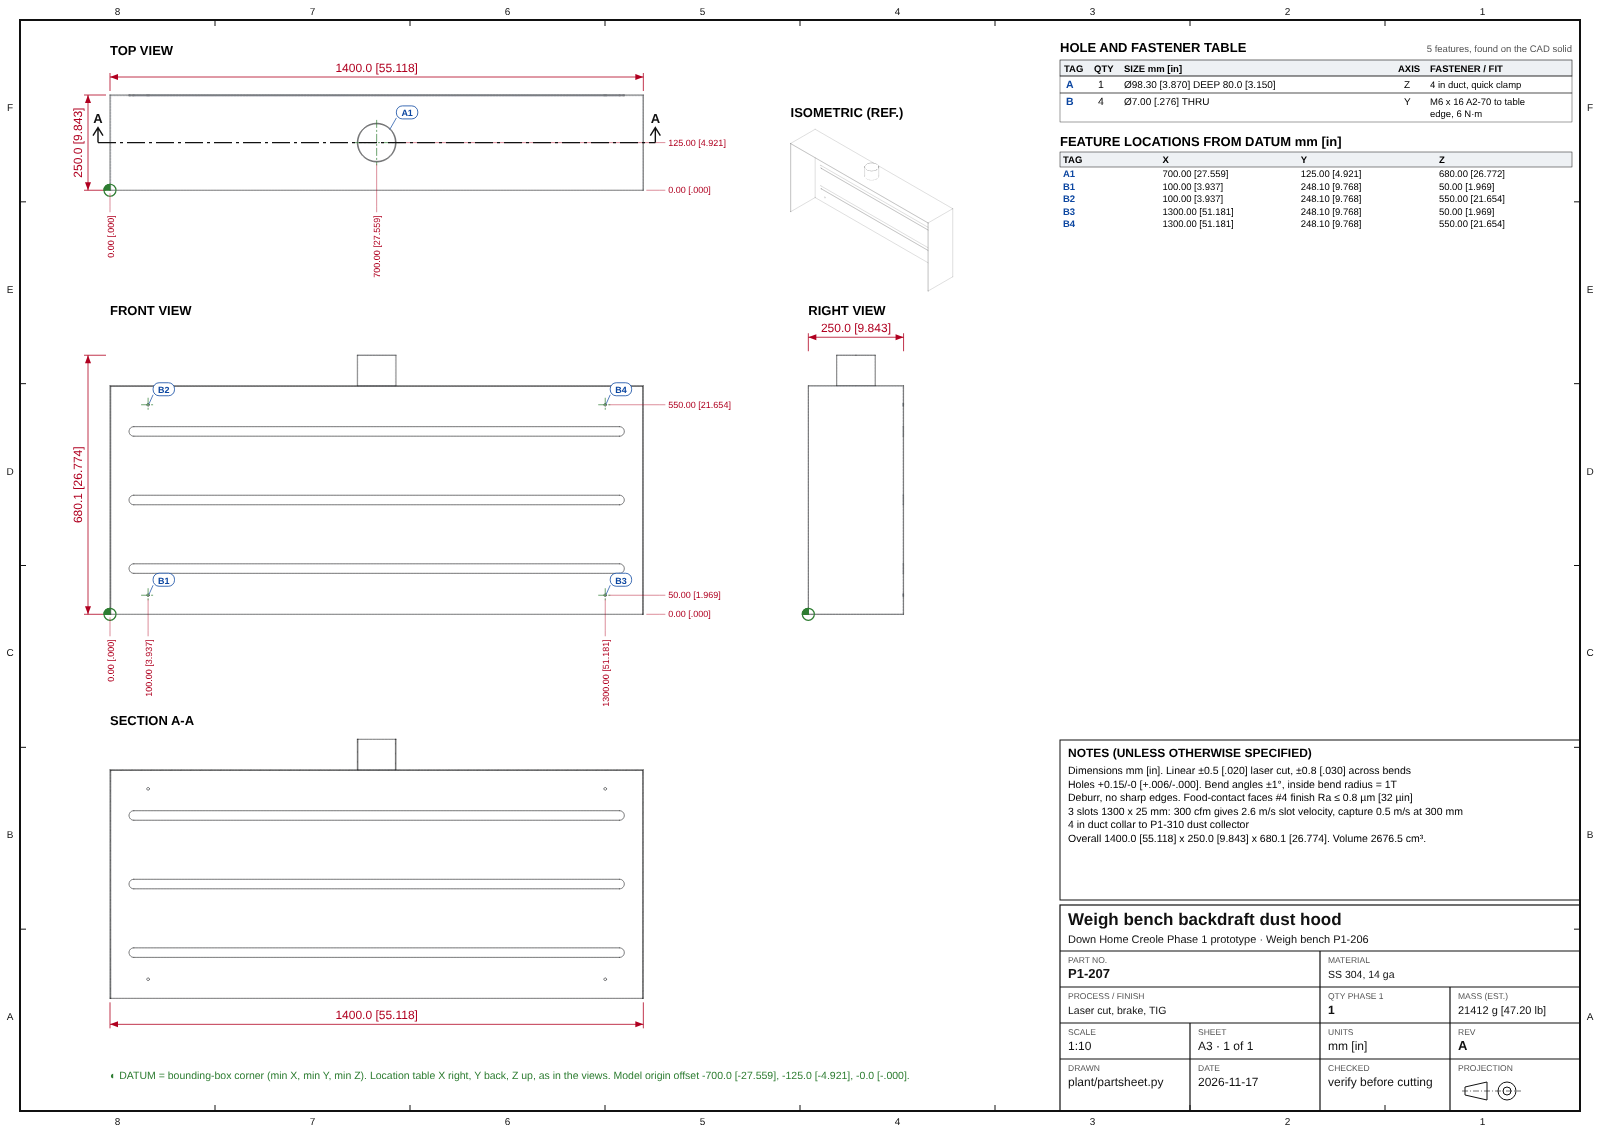 8 7 6 5 4 3 2 1
TOP VIEW
1400.0 [55.118]
250.0 [9.843]
A
A
A1
125.00 [4.921]
0.00 [.000]
0.00 [.000]
700.00 [27.559]
ISOMETRIC (REF.)
HOLE AND FASTENER TABLE
5 features, found on the CAD solid
TAG QTY SIZE mm [in] AXIS FASTENER / FIT
A 1 Ø98.30 [3.870] DEEP 80.0 [3.150] Z 4 in duct, quick clamp
B 4 Ø7.00 [.276] THRU Y M6 x 16 A2-70 to table
edge, 6 N·m
FEATURE LOCATIONS FROM DATUM mm [in]
TAG X Y Z
A1 700.00 [27.559] 125.00 [4.921] 680.00 [26.772]
B1 100.00 [3.937] 248.10 [9.768] 50.00 [1.969]
B2 100.00 [3.937] 248.10 [9.768] 550.00 [21.654]
B3 1300.00 [51.181] 248.10 [9.768] 50.00 [1.969]
B4 1300.00 [51.181] 248.10 [9.768] 550.00 [21.654]
FRONT VIEW
680.1 [26.774]
B2
B4
550.00 [21.654]
B1
B3
50.00 [1.969]
0.00 [.000]
0.00 [.000]
100.00 [3.937]
1300.00 [51.181]
RIGHT VIEW
250.0 [9.843]
SECTION A-A
1400.0 [55.118]
NOTES (UNLESS OTHERWISE SPECIFIED)
Dimensions mm [in]. Linear ±0.5 [.020] laser cut, ±0.8 [.030] across bends
Holes +0.15/-0 [+.006/-.000]. Bend angles ±1°, inside bend radius = 1T
Deburr, no sharp edges. Food-contact faces #4 finish Ra ≤ 0.8 µm [32 µin]
3 slots 1300 x 25 mm: 300 cfm gives 2.6 m/s slot velocity, capture 0.5 m/s at 300 mm
4 in duct collar to P1-310 dust collector
Overall 1400.0 [55.118] x 250.0 [9.843] x 680.1 [26.774]. Volume 2676.5 cm³.
Weigh bench backdraft dust hood
Down Home Creole Phase 1 prototype · Weigh bench P1-206
PART NO.
P1-207
MATERIAL
SS 304, 14 ga
PROCESS / FINISH
Laser cut, brake, TIG
QTY PHASE 1
1
MASS (EST.)
21412 g [47.20 lb]
SCALE
1:10
SHEET
A3 · 1 of 1
UNITS
mm [in]
REV
A
DRAWN
plant/partsheet.py
DATE
2026-11-17
CHECKED
verify before cutting
PROJECTION
DATUM = bounding-box corner (min X, min Y, min Z). Location table X right, Y back, Z up, as in the views. Model origin offset -700.0 [-27.559], -125.0 [-4.921], -0.0 [-.000].
F F
E E
D D
C C
B B
A A
8 7 6 5 4 3 2 1